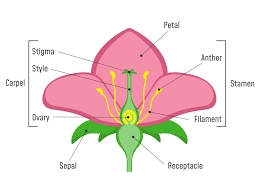 Petal
Stigma
Anther
Style
Carpel
Stamen
Ovary
Filament
Sepal
Receptacle